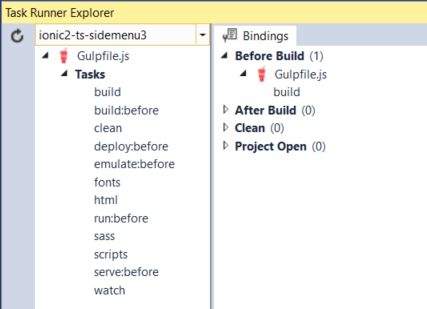 Task Runner Explorer
ionic2-ts-sidemenu3
Gulpfile.js
Tasks
build
build:before
clean
deploy:before
emulate:before
fonts
html
run:before
sass
scripts
serve:before
watch
Bindings
Before Build (1)
Gulpfile.js
build
After Build (0)
Clean (0)
Project Open (0)